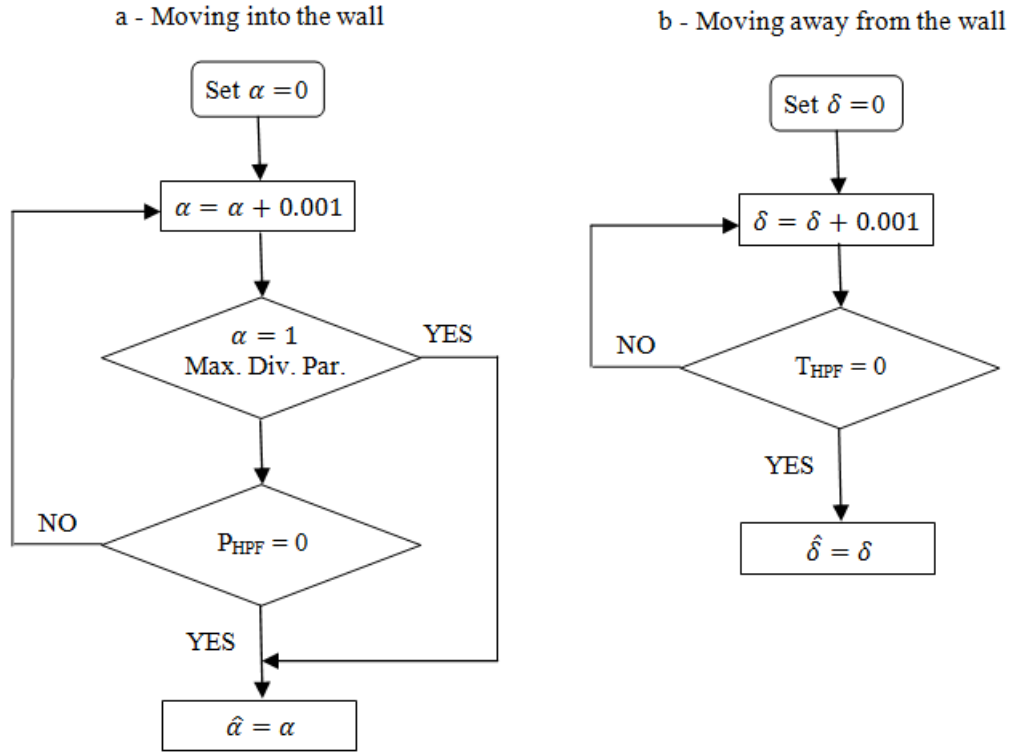 a - Moving into the wall
Set α =0
α = α + 0.001
α = 1
Max. Div. Par.
YES
NO
P_HPF = 0
YES
α̂ = α
b - Moving away from the wall
Set δ =0
δ = δ + 0.001
NO
T_HPF = 0
YES
δ̂ = δ